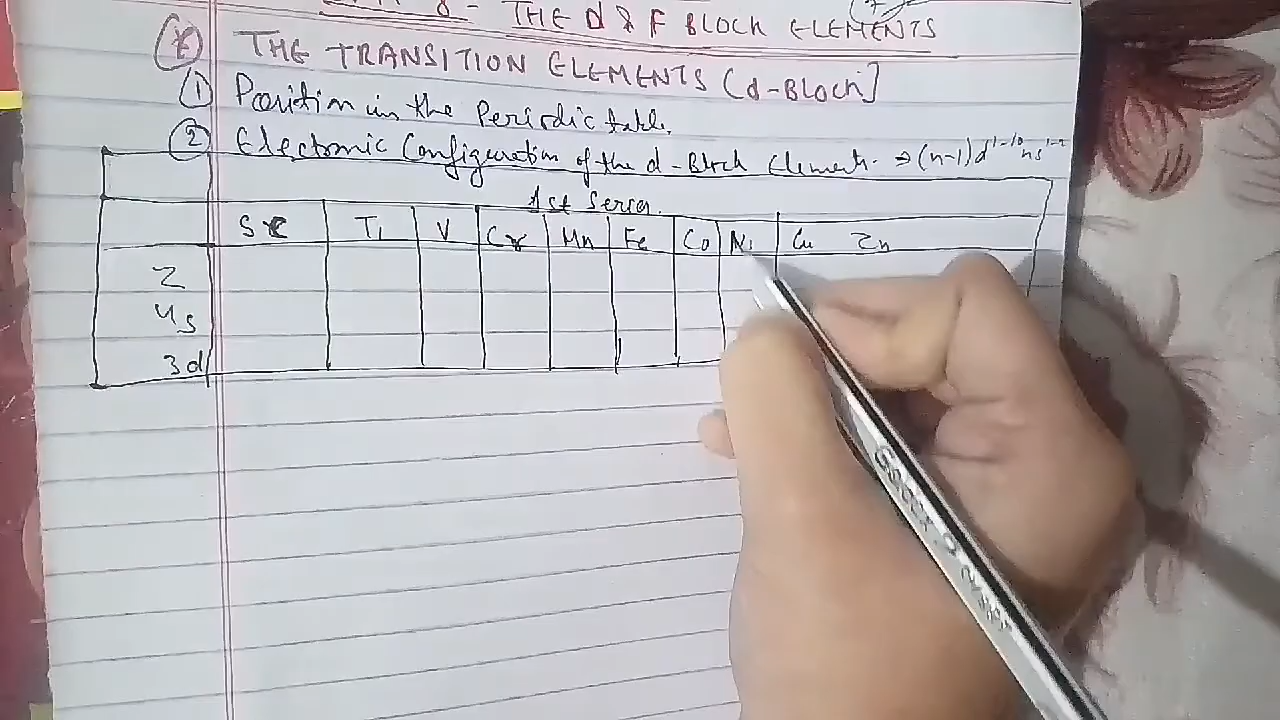 - THE d & F BLOCK ELEMENTS
* THE TRANSITION ELEMENTS (d-BLOCK]
① Position in the Periodic table.
② Electronic Configuration of the d-Block Elements. ⇒ (n-1)d¹⁻¹⁰ ns¹⁻²
1st Series.
Sc Ti V Cr Mn Fe Co Ni Cu Zn
Z
4s
3d